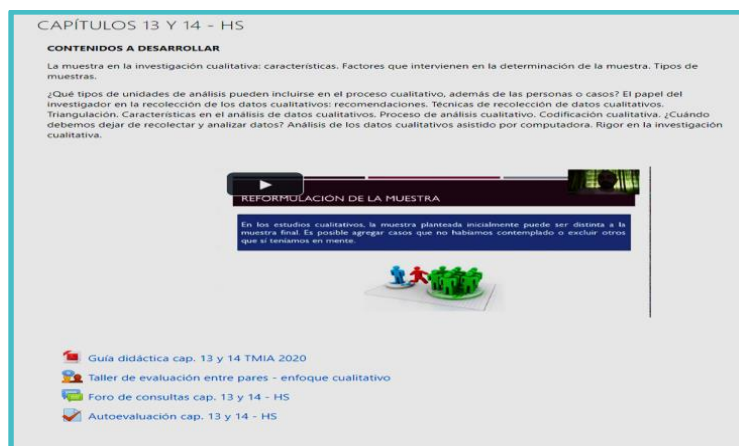 CAPÍTULOS 13 Y 14 - HS
CONTENIDOS A DESARROLLAR
La muestra en la investigación cualitativa: características. Factores que intervienen en la determinación de la muestra. Tipos de
muestras.
¿Qué tipos de unidades de análisis pueden incluirse en el proceso cualitativo, además de las personas o casos? El papel del
investigador en la recolección de los datos cualitativos: recomendaciones. Técnicas de recolección de datos cualitativos.
Triangulación. Características en el análisis de datos cualitativos. Proceso de análisis cualitativo. Codificación cualitativa. ¿Cuándo
debemos dejar de recolectar y analizar datos? Análisis de los datos cualitativos asistido por computadora. Rigor en la investigación
cualitativa.
REFORMULACIÓN DE LA MUESTRA
En los estudios cualitativos, la muestra planteada inicialmente puede ser distinta a la
muestra final. Es posible agregar casos que no habíamos contemplado o excluir otros
que sí teníamos en mente.
Guía didáctica cap. 13 y 14 TMIA 2020
Taller de evaluación entre pares - enfoque cualitativo
Foro de consultas cap. 13 y 14 - HS
Autoevaluación cap. 13 y 14 - HS